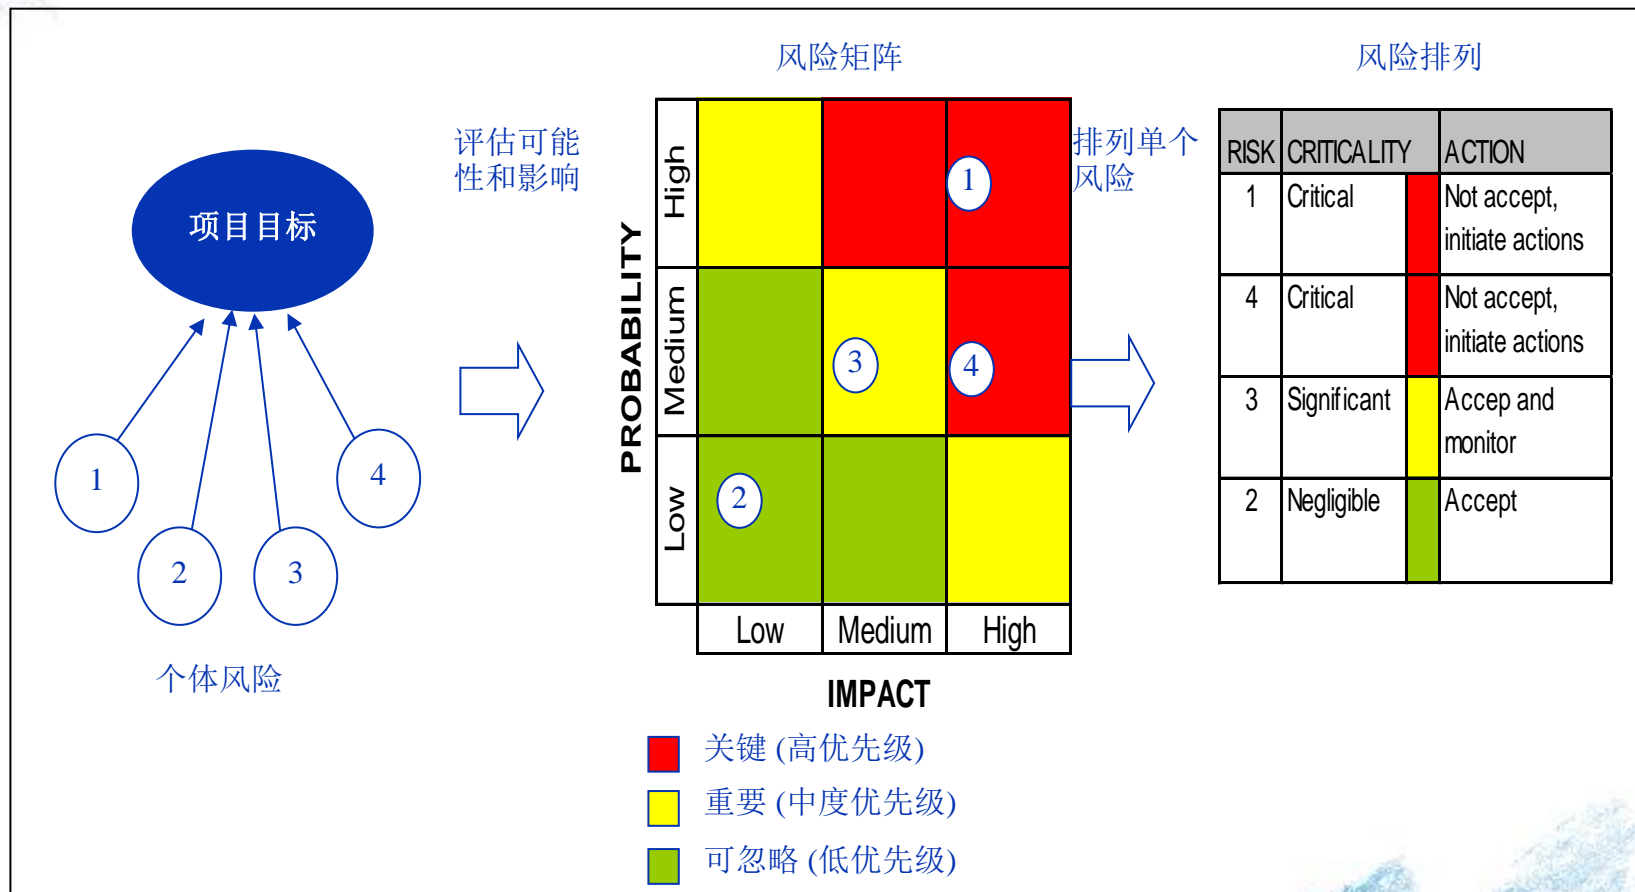 风险矩阵
风险排列
评估可能
性和影响
项目目标
1
2
3
4
个体风险
PROBABILITY
High
Medium
Low
1
3
4
2
Low Medium High
IMPACT
关键 (高优先级)
重要 (中度优先级)
可忽略 (低优先级)
排列单个
风险
RISK CRITICALITY ACTION
1 Critical Not accept,
initiate actions
4 Critical Not accept,
initiate actions
3 Significant Accep and
monitor
2 Negligible Accept